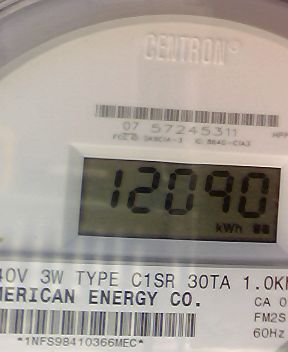 CENTRON®
07 57245311
12090
kWh
40V 3W TYPE C1SR 30TA 1.0K
MERICAN ENERGY CO.
CA 0
FM2S
60Hz
*1NFS98410366MEC*